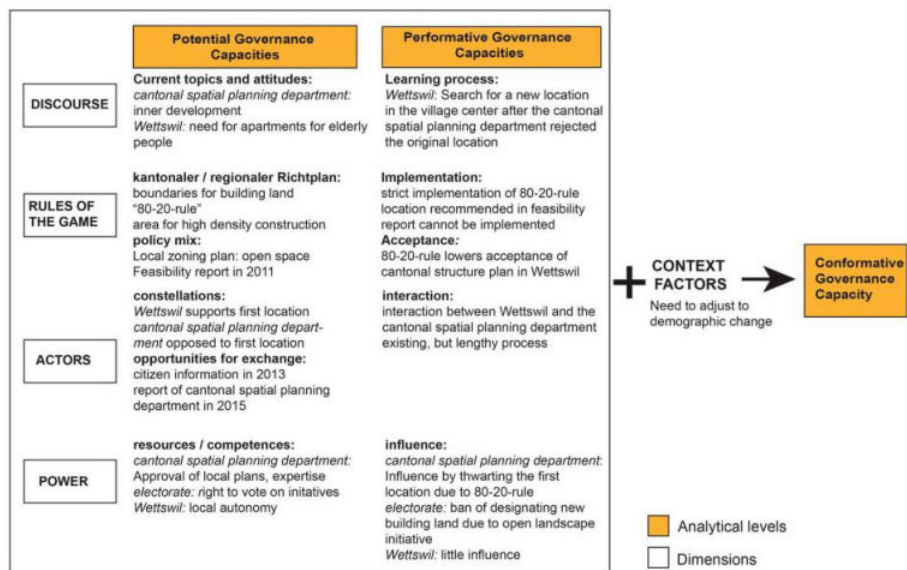 Potential Governance
Capacities
Performative Governance
Capacities
DISCOURSE
Current topics and attitudes:
cantonal spatial planning department:
inner development
Wettswil: need for apartments for elderly
people
Learning process:
Wettswil: Search for a new location
in the village center after the cantonal
spatial planning department rejected
the original location
RULES OF
THE GAME
kantonaler / regionaler Richtplan:
boundaries for building land
"80-20-rule"
area for high density construction
policy mix:
Local zoning plan: open space
Feasibility report in 2011
Implementation:
strict implementation of 80-20-rule
location recommended in feasibility
report cannot be implemented
Acceptance:
80-20-rule lowers acceptance of
cantonal structure plan in Wettswil
ACTORS
constellations:
Wettswil supports first location
cantonal spatial planning depart-
ment opposed to first location
opportunities for exchange:
citizen information in 2013
report of cantonal spatial planning
department in 2015
interaction:
interaction between Wettswil and the
cantonal spatial planning department
existing, but lengthy process
POWER
resources / competences:
cantonal spatial planning department:
Approval of local plans, expertise
electorate: right to vote on initatives
Wettswil: local autonomy
influence:
cantonal spatial planning department:
Influence by thwarting the first
location due to 80-20-rule
electorate: ban of designating new
building land due to open landscape
initiative
Wettswil: little influence
+
CONTEXT
FACTORS
Need to adjust to
demographic change
Conformative
Governance
Capacity
Analytical levels
Dimensions